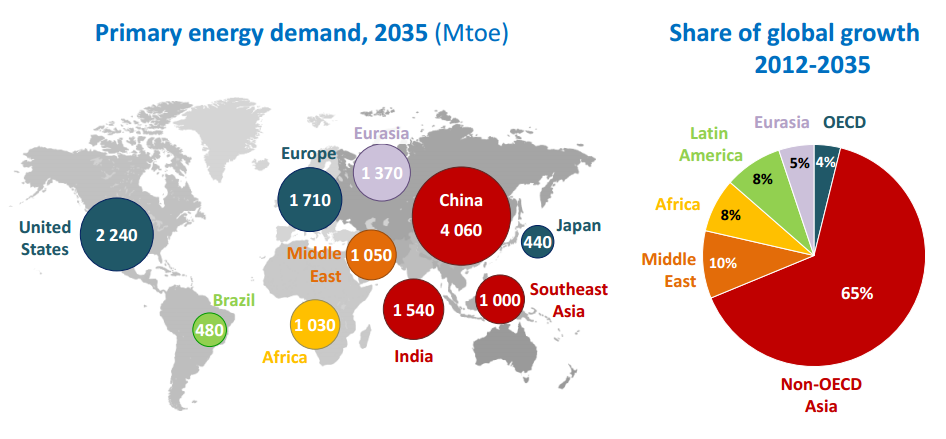 Primary energy demand, 2035 (Mtoe)
Share of global growth
2012-2035
Eurasia
1 370
Europe
1 710
China
4 060
United
States
2 240
Japan
440
Middle
East
1 050
Southeast
Asia
1 000
India
1 540
Brazil
480
Africa
1 030
OECD
4%
Eurasia
5%
Latin
America
8%
Africa
8%
Middle
East
10%
65%
Non-OECD
Asia